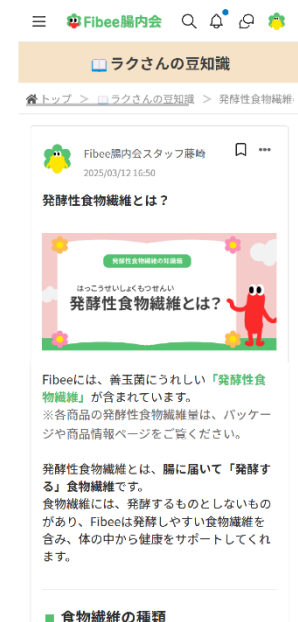 Fibee腸内会
📖ラクさんの豆知識
トップ ＞ 📖ラクさんの豆知識 ＞ 発酵性食物繊維
Fibee腸内会スタッフ藤崎
2025/03/12 16:50
発酵性食物繊維とは？
発酵性食物繊維の知識編
はっこうせいしょくもつせんい
発酵性食物繊維とは?
Fibeeには、善玉菌にうれしい「発酵性食
物繊維」が含まれています。
※各商品の発酵性食物繊維量は、パッケー
ジや商品情報ページをご覧ください。
発酵性食物繊維とは、腸に届いて「発酵す
る」食物繊維です。
食物繊維には、発酵するものとしないもの
があり、Fibeeは発酵しやすい食物繊維を
含み、体の中から健康をサポートしてくれ
ます。
食物繊維の種類